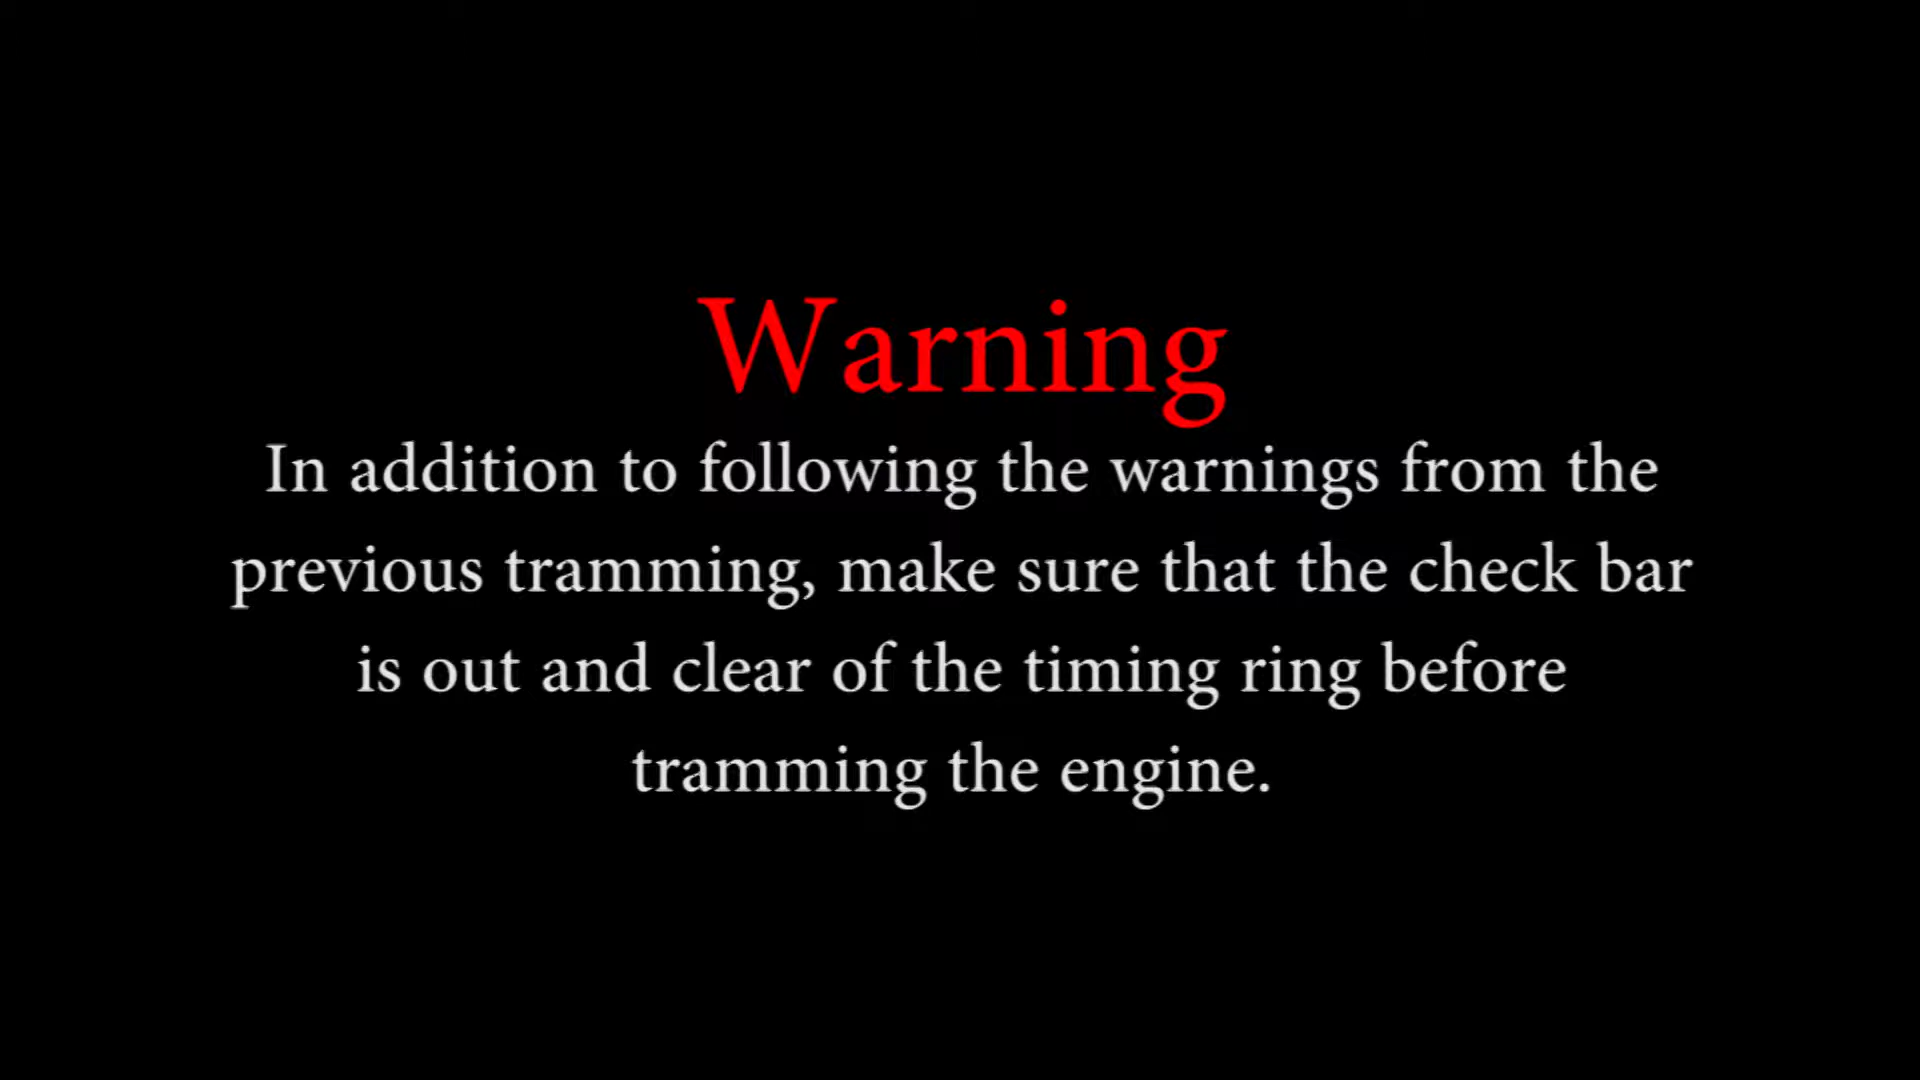 Warning
In addition to following the warnings from the
previous tramming, make sure that the check bar
is out and clear of the timing ring before
tramming the engine.